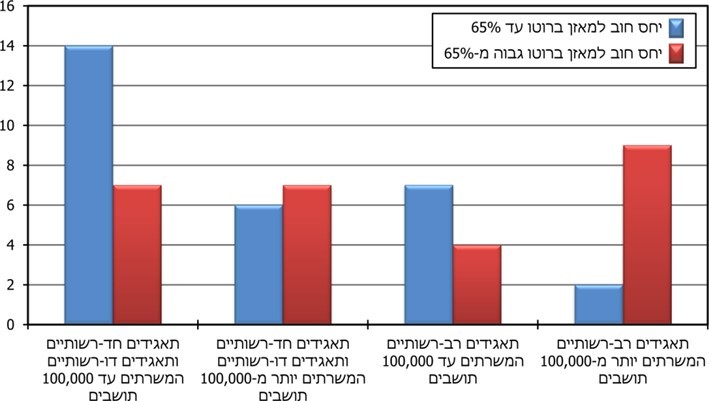 16
14
12
10
8
6
4
2
0
יחס חוב למאזן ברוטו עד 65%
יחס חוב למאזן ברוטו גבוה מ-65%
תאגידים חד-רשותיים
ותאגידים דו-רשותיים
המשרתים עד 100,000
תושבים
תאגידים חד-רשותיים
ותאגידים דו-רשותיים
המשרתים יותר מ-100,000
תושבים
תאגידים רב-רשותיים
המשרתים עד 100,000
תושבים
תאגידים רב-רשותיים
המשרתים יותר מ-100,000
תושבים